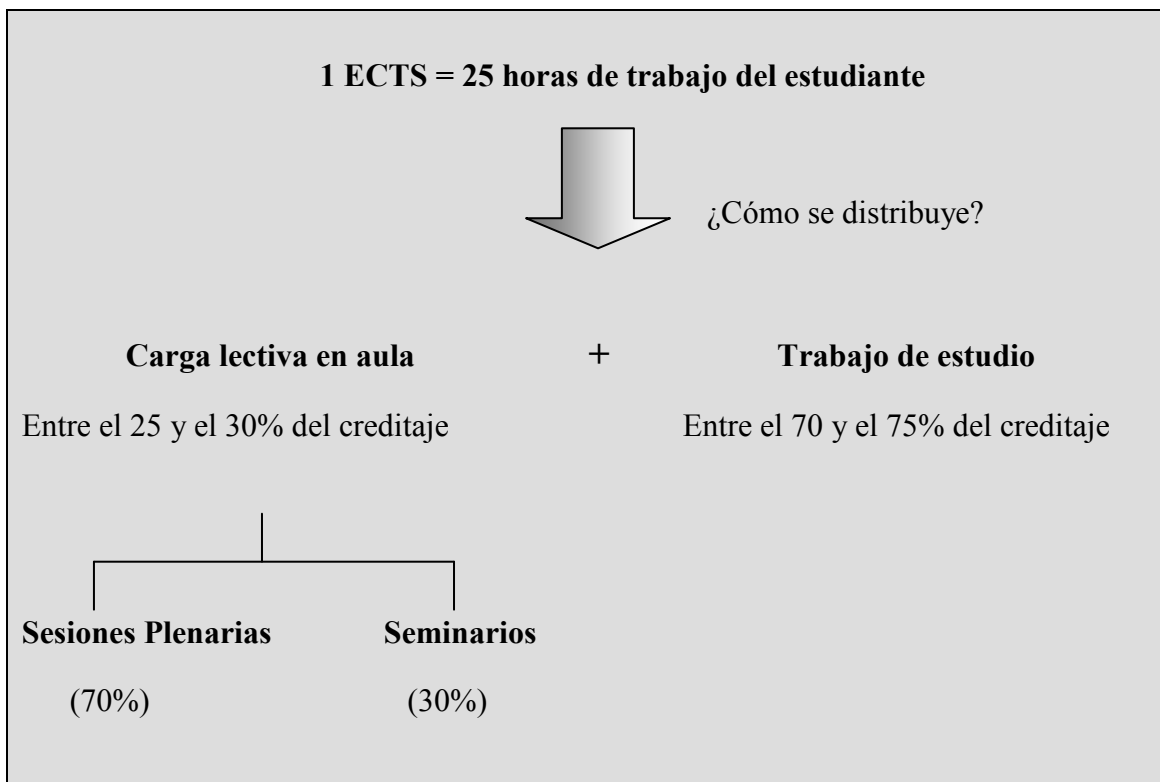 1 ECTS = 25 horas de trabajo del estudiante
¿Cómo se distribuye?
Carga lectiva en aula + Trabajo de estudio
Entre el 25 y el 30% del creditaje Entre el 70 y el 75% del creditaje
Sesiones Plenarias Seminarios
(70%) (30%)